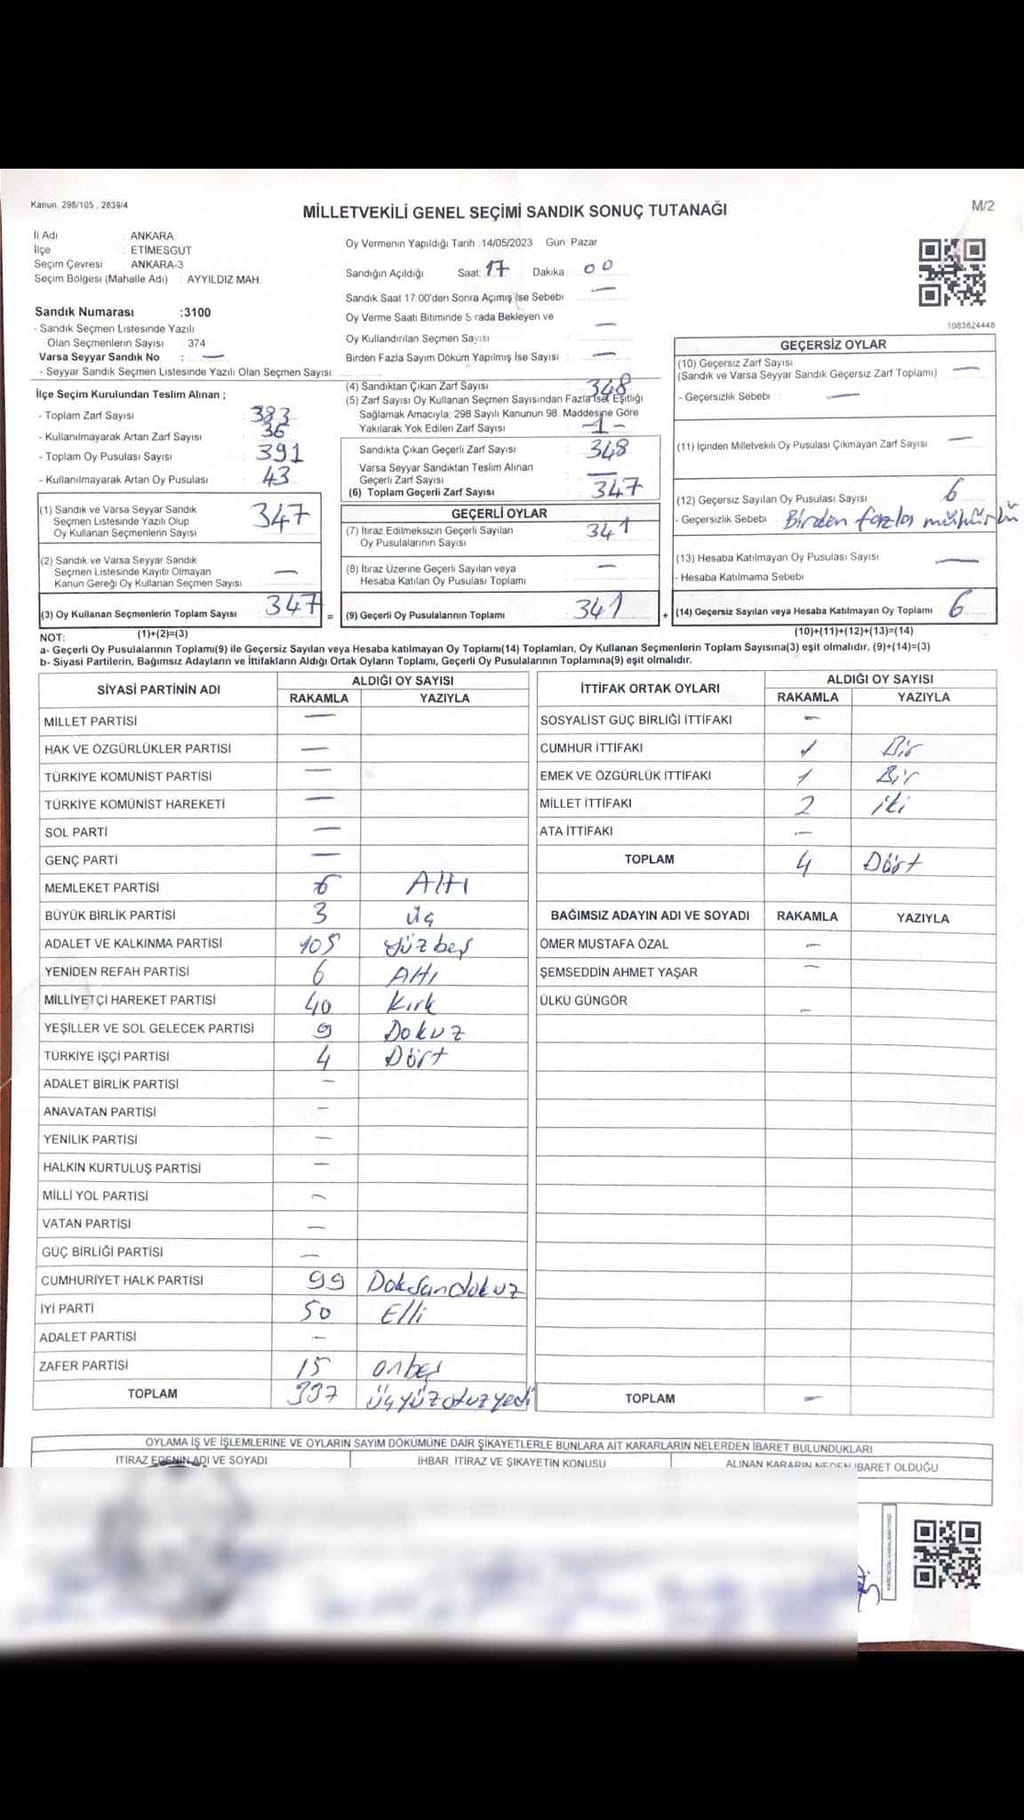 Kanun. 298/105 , 2839/4
MİLLETVEKİLİ GENEL SEÇİMİ SANDIK SONUÇ TUTANAĞI
M/2
İl Adı : ANKARA
İlçe : ETİMESGUT
Seçim Çevresi : ANKARA-3
Seçim Bölgesi (Mahalle Adı) : AYYILDIZ MAH.
Sandık Numarası :3100
- Sandık Seçmen Listesinde Yazılı
Olan Seçmenlerin Sayısı : 374
Varsa Seyyar Sandık No : —
- Seyyar Sandık Seçmen Listesinde Yazılı Olan Seçmen Sayısı:
Oy Vermenin Yapıldığı Tarih :14/05/2023 Gün Pazar
Sandığın Açıldığı Saat: 17 Dakika 00
Sandık Saat 17.00'den Sonra Açımış İse Sebebi —
Oy Verme Saati Bitiminde Sırada Bekleyen ve
Oy Kullandırılan Seçmen Sayısı : —
Birden Fazla Sayım Döküm Yapılmış İse Sayısı : —
1083624448
İlçe Seçim Kurulundan Teslim Alınan ;
- Toplam Zarf Sayısı : 383
- Kullanılmayarak Artan Zarf Sayısı : 36
- Toplam Oy Pusulası Sayısı : 391
- Kullanılmayarak Artan Oy Pusulası : 43
(1) Sandık ve Varsa Seyyar Sandık
Seçmen Listesinde Yazılı Olup
Oy Kullanan Seçmenlerin Sayısı : 347
(2) Sandık ve Varsa Seyyar Sandık
Seçmen Listesinde Kayıtlı Olmayan
Kanun Gereği Oy Kullanan Seçmen Sayısı : —
(3) Oy Kullanan Seçmenlerin Toplam Sayısı : 347 =
(1)+(2)=(3)
(4) Sandıktan Çıkan Zarf Sayısı : 348
(5) Zarf Sayısı Oy Kullanan Seçmen Sayısından Fazla İse, Eşitliği
Sağlamak Amacıyla; 298 Sayılı Kanunun 98. Maddesine Göre
Yakılarak Yok Edilen Zarf Sayısı : -1-
Sandıkta Çıkan Geçerli Zarf Sayısı : 348
Varsa Seyyar Sandıktan Teslim Alınan
Geçerli Zarf Sayısı : —
(6) Toplam Geçerli Zarf Sayısı : 347
GEÇERLİ OYLAR
(7) İtiraz Edilmeksizin Geçerli Sayılan
Oy Pusulalarının Sayısı : 341
(8) İtiraz Üzerine Geçerli Sayılan veya
Hesaba Katılan Oy Pusulası Toplamı : —
(9) Geçerli Oy Pusulalarının Toplamı : 341 +
GEÇERSİZ OYLAR
(10) Geçersiz Zarf Sayısı
(Sandık ve Varsa Seyyar Sandık Geçersiz Zarf Toplamı) : —
- Geçersizlik Sebebi : —
(11) İçinden Milletvekili Oy Pusulası Çıkmayan Zarf Sayısı : —
(12) Geçersiz Sayılan Oy Pusulası Sayısı : 6
- Geçersizlik Sebebi : Birden fazla mühürlü
(13) Hesaba Katılmayan Oy Pusulası Sayısı : —
- Hesaba Katılmama Sebebi :
(14) Geçersiz Sayılan veya Hesaba Katılmayan Oy Toplamı : 6
(10)+(11)+(12)+(13)=(14)
NOT:
a- Geçerli Oy Pusulalarının Toplamı(9) ile Geçersiz Sayılan veya Hesaba katılmayan Oy Toplamı(14) Toplamları, Oy Kullanan Seçmenlerin Toplam Sayısına(3) eşit olmalıdır. (9)+(14)=(3)
b- Siyasi Partilerin, Bağımsız Adayların ve İttifakların Aldığı Ortak Oyların Toplamı, Geçerli Oy Pusulalarının Toplamına(9) eşit olmalıdır.
SİYASİ PARTİNİN ADI ALDIĞI OY SAYISI
RAKAMLA YAZIYLA
MİLLET PARTİSİ —
HAK VE ÖZGÜRLÜKLER PARTİSİ —
TÜRKİYE KOMÜNİST PARTİSİ —
TÜRKİYE KOMÜNİST HAREKETİ —
SOL PARTİ —
GENÇ PARTİ —
MEMLEKET PARTİSİ 6 Altı
BÜYÜK BİRLİK PARTİSİ 3 üç
ADALET VE KALKINMA PARTİSİ 105 yüzbeş
YENİDEN REFAH PARTİSİ 6 Altı
MİLLİYETÇİ HAREKET PARTİSİ 40 Kırk
YEŞİLLER VE SOL GELECEK PARTİSİ 9 Dokuz
TÜRKİYE İŞÇİ PARTİSİ 4 Dört
ADALET BİRLİK PARTİSİ —
ANAVATAN PARTİSİ —
YENİLİK PARTİSİ —
HALKIN KURTULUŞ PARTİSİ —
MİLLİ YOL PARTİSİ —
VATAN PARTİSİ —
GÜÇ BİRLİĞİ PARTİSİ —
CUMHURİYET HALK PARTİSİ 99 Doksandokuz
İYİ PARTİ 50 Elli
ADALET PARTİSİ —
ZAFER PARTİSİ 15 onbeş
TOPLAM 337 üçyüzotuzyedi
İTTİFAK ORTAK OYLARI ALDIĞI OY SAYISI
RAKAMLA YAZIYLA
SOSYALİST GÜÇ BİRLİĞİ İTTİFAKI —
CUMHUR İTTİFAKI 1 Bir
EMEK VE ÖZGÜRLÜK İTTİFAKI 1 Bir
MİLLET İTTİFAKI 2 iki
ATA İTTİFAKI —
TOPLAM 4 Dört
BAĞIMSIZ ADAYIN ADI VE SOYADI RAKAMLA YAZIYLA
ÖMER MUSTAFA ÖZAL —
ŞEMSEDDİN AHMET YAŞAR —
ÜLKÜ GÜNGÖR —
TOPLAM —
OYLAMA İŞ VE İŞLEMLERİNE VE OYLARIN SAYIM DÖKÜMÜNE DAİR ŞİKAYETLERLE BUNLARA AİT KARARLARIN NELERDEN İBARET BULUNDUKLARI
İTİRAZ EDENİN ADI VE SOYADI İHBAR, İTİRAZ VE ŞİKAYETİN KONUSU ALINAN KARARIN NEDEN İBARET OLDUĞU